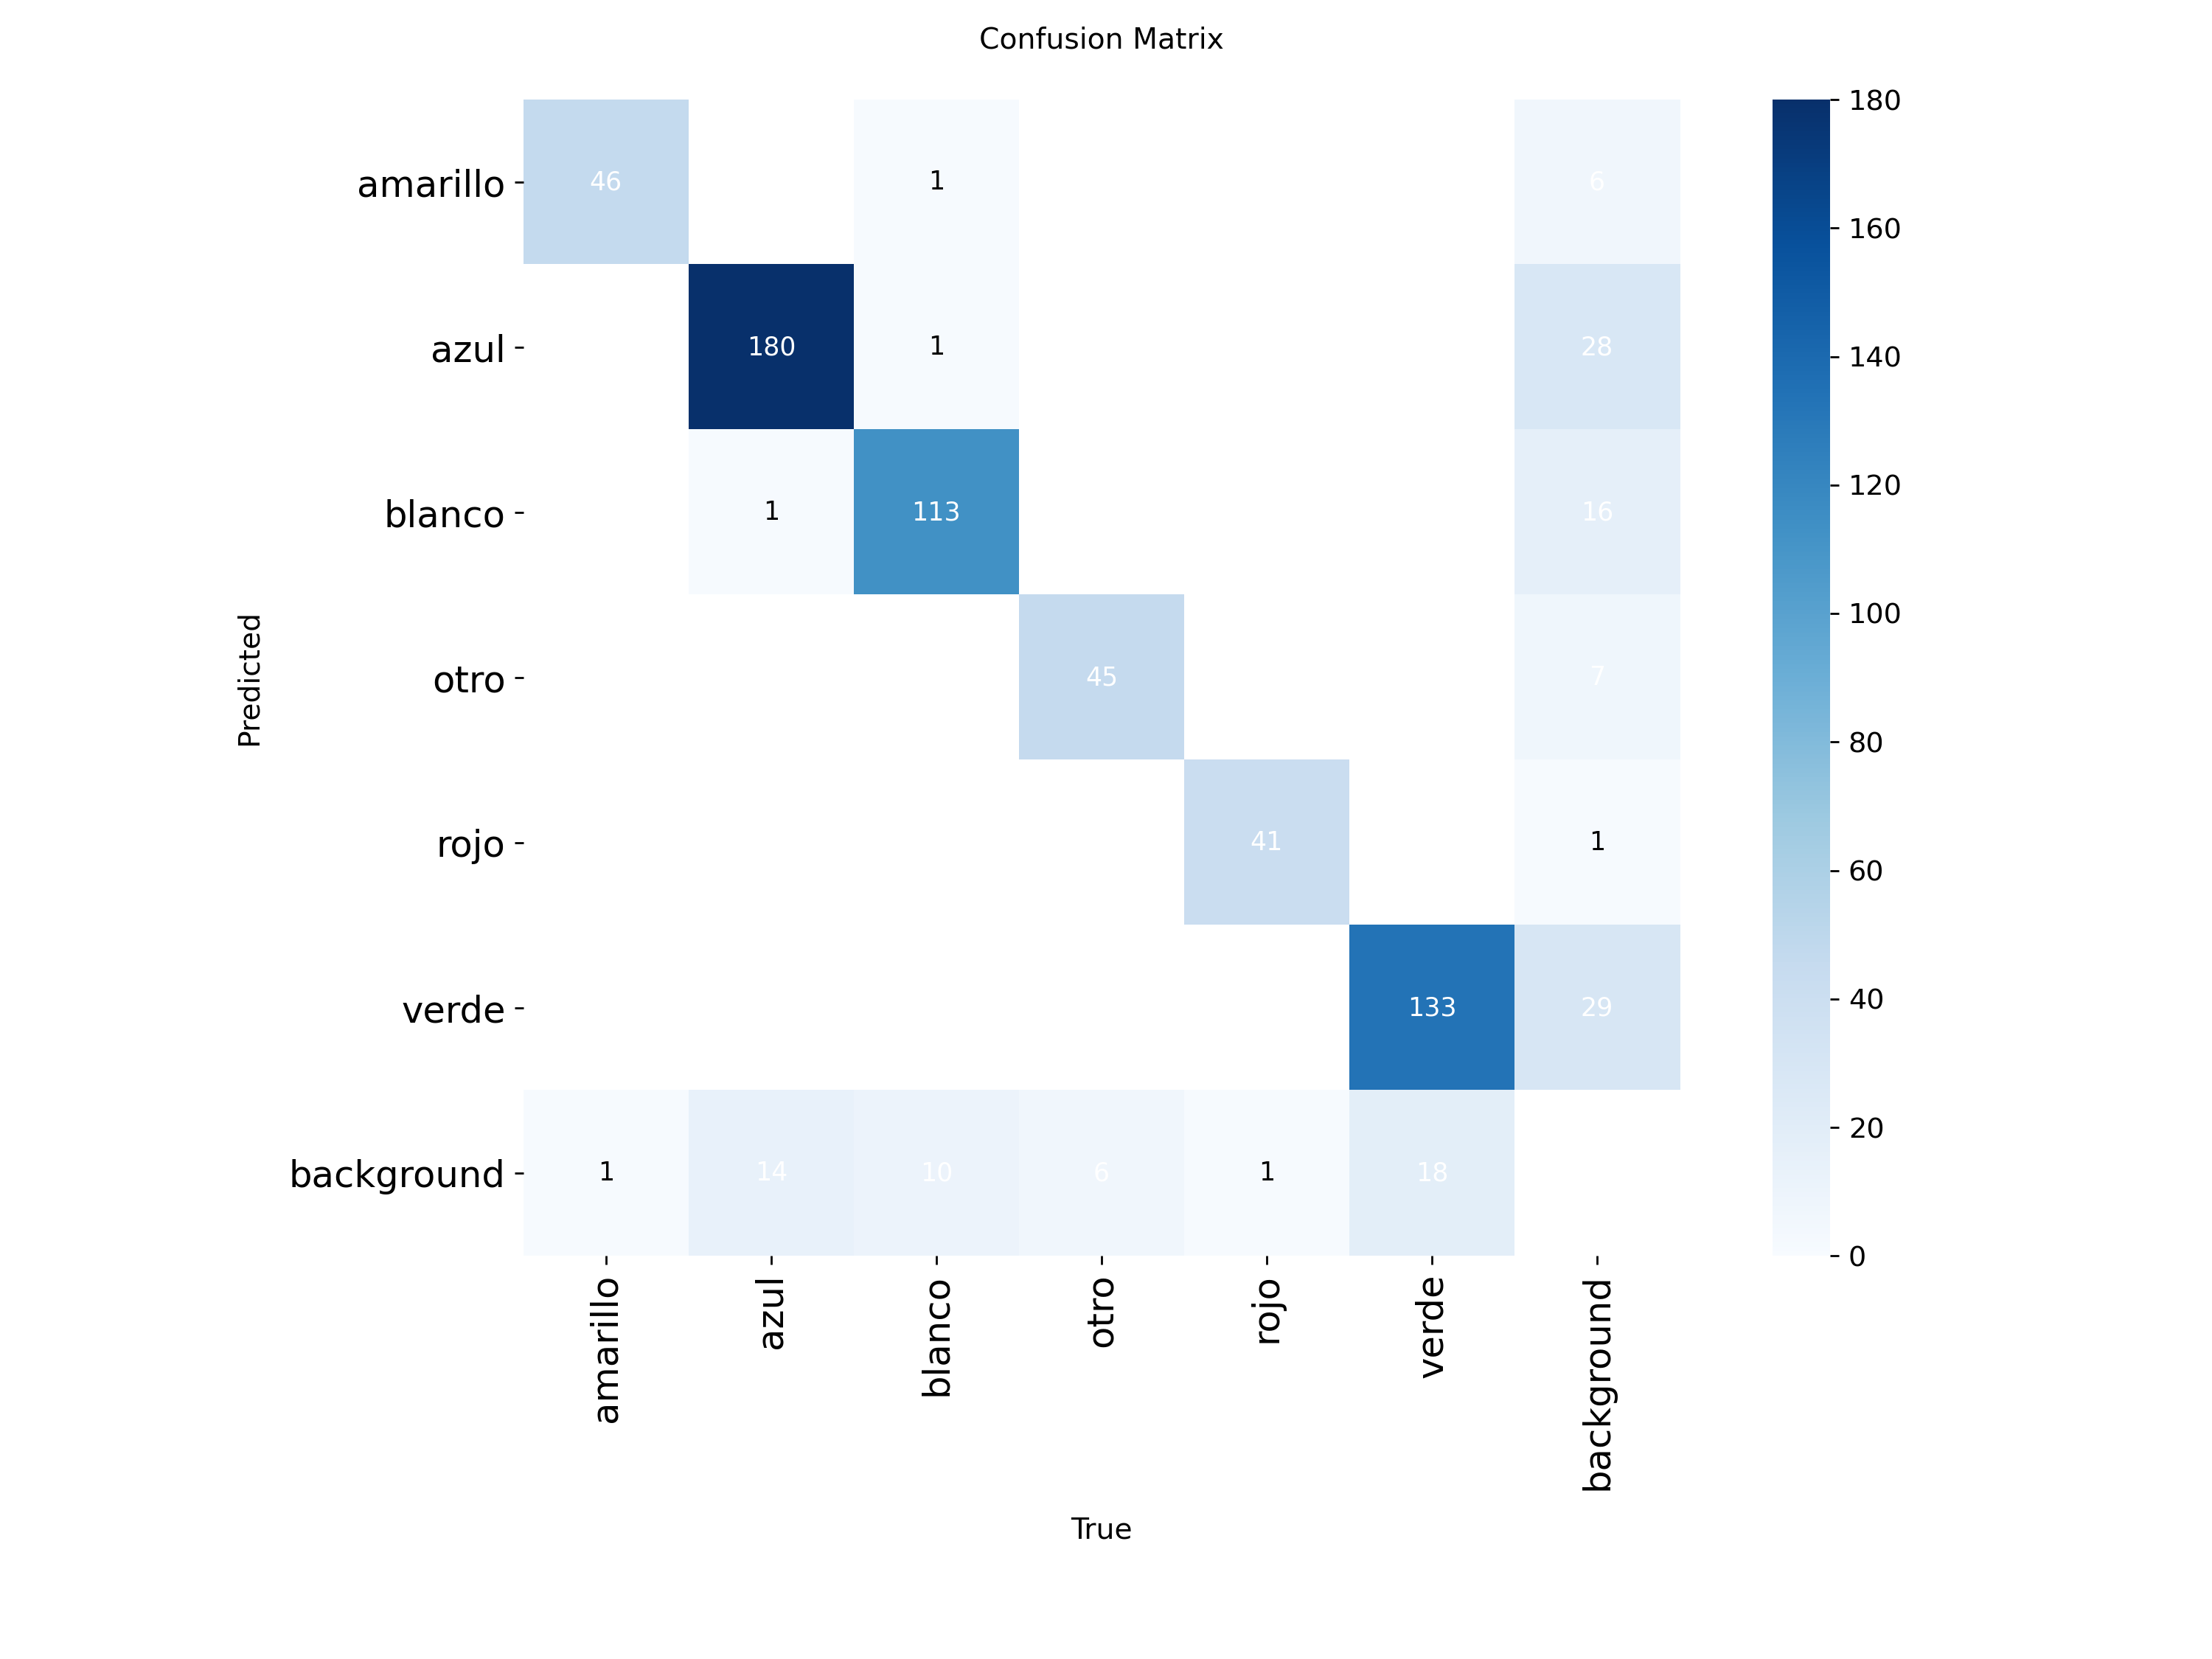 Confusion Matrix
amarillo 46 1 6
azul 180 1 28
blanco 1 113 16
otro 45 7
rojo 41 1
verde 133 29
background 1 14 10 6 1 18
Predicted
amarillo azul blanco otro rojo verde background
True
180
160
140
120
100
80
60
40
20
0